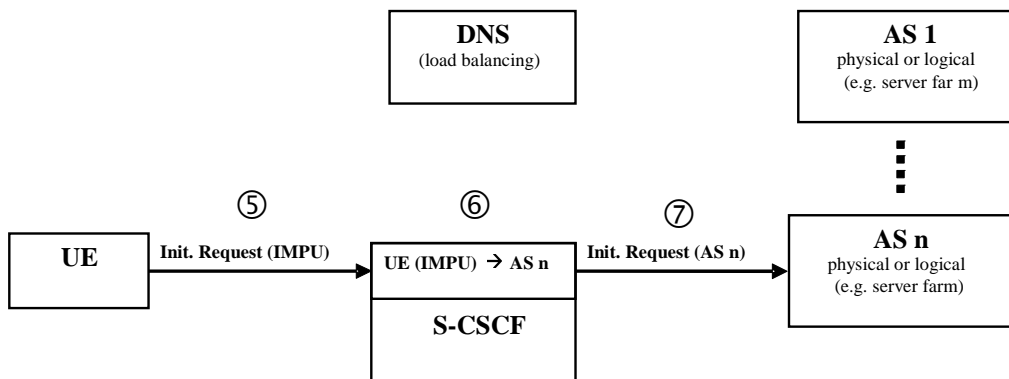 DNS
(load balancing)
AS 1
physical or logical
(e.g. server far m)
⑤
⑥
⑦
UE
Init. Request (IMPU)
UE (IMPU) → AS n
Init. Request (AS n)
AS n
physical or logical
(e.g. server farm)
S-CSCF